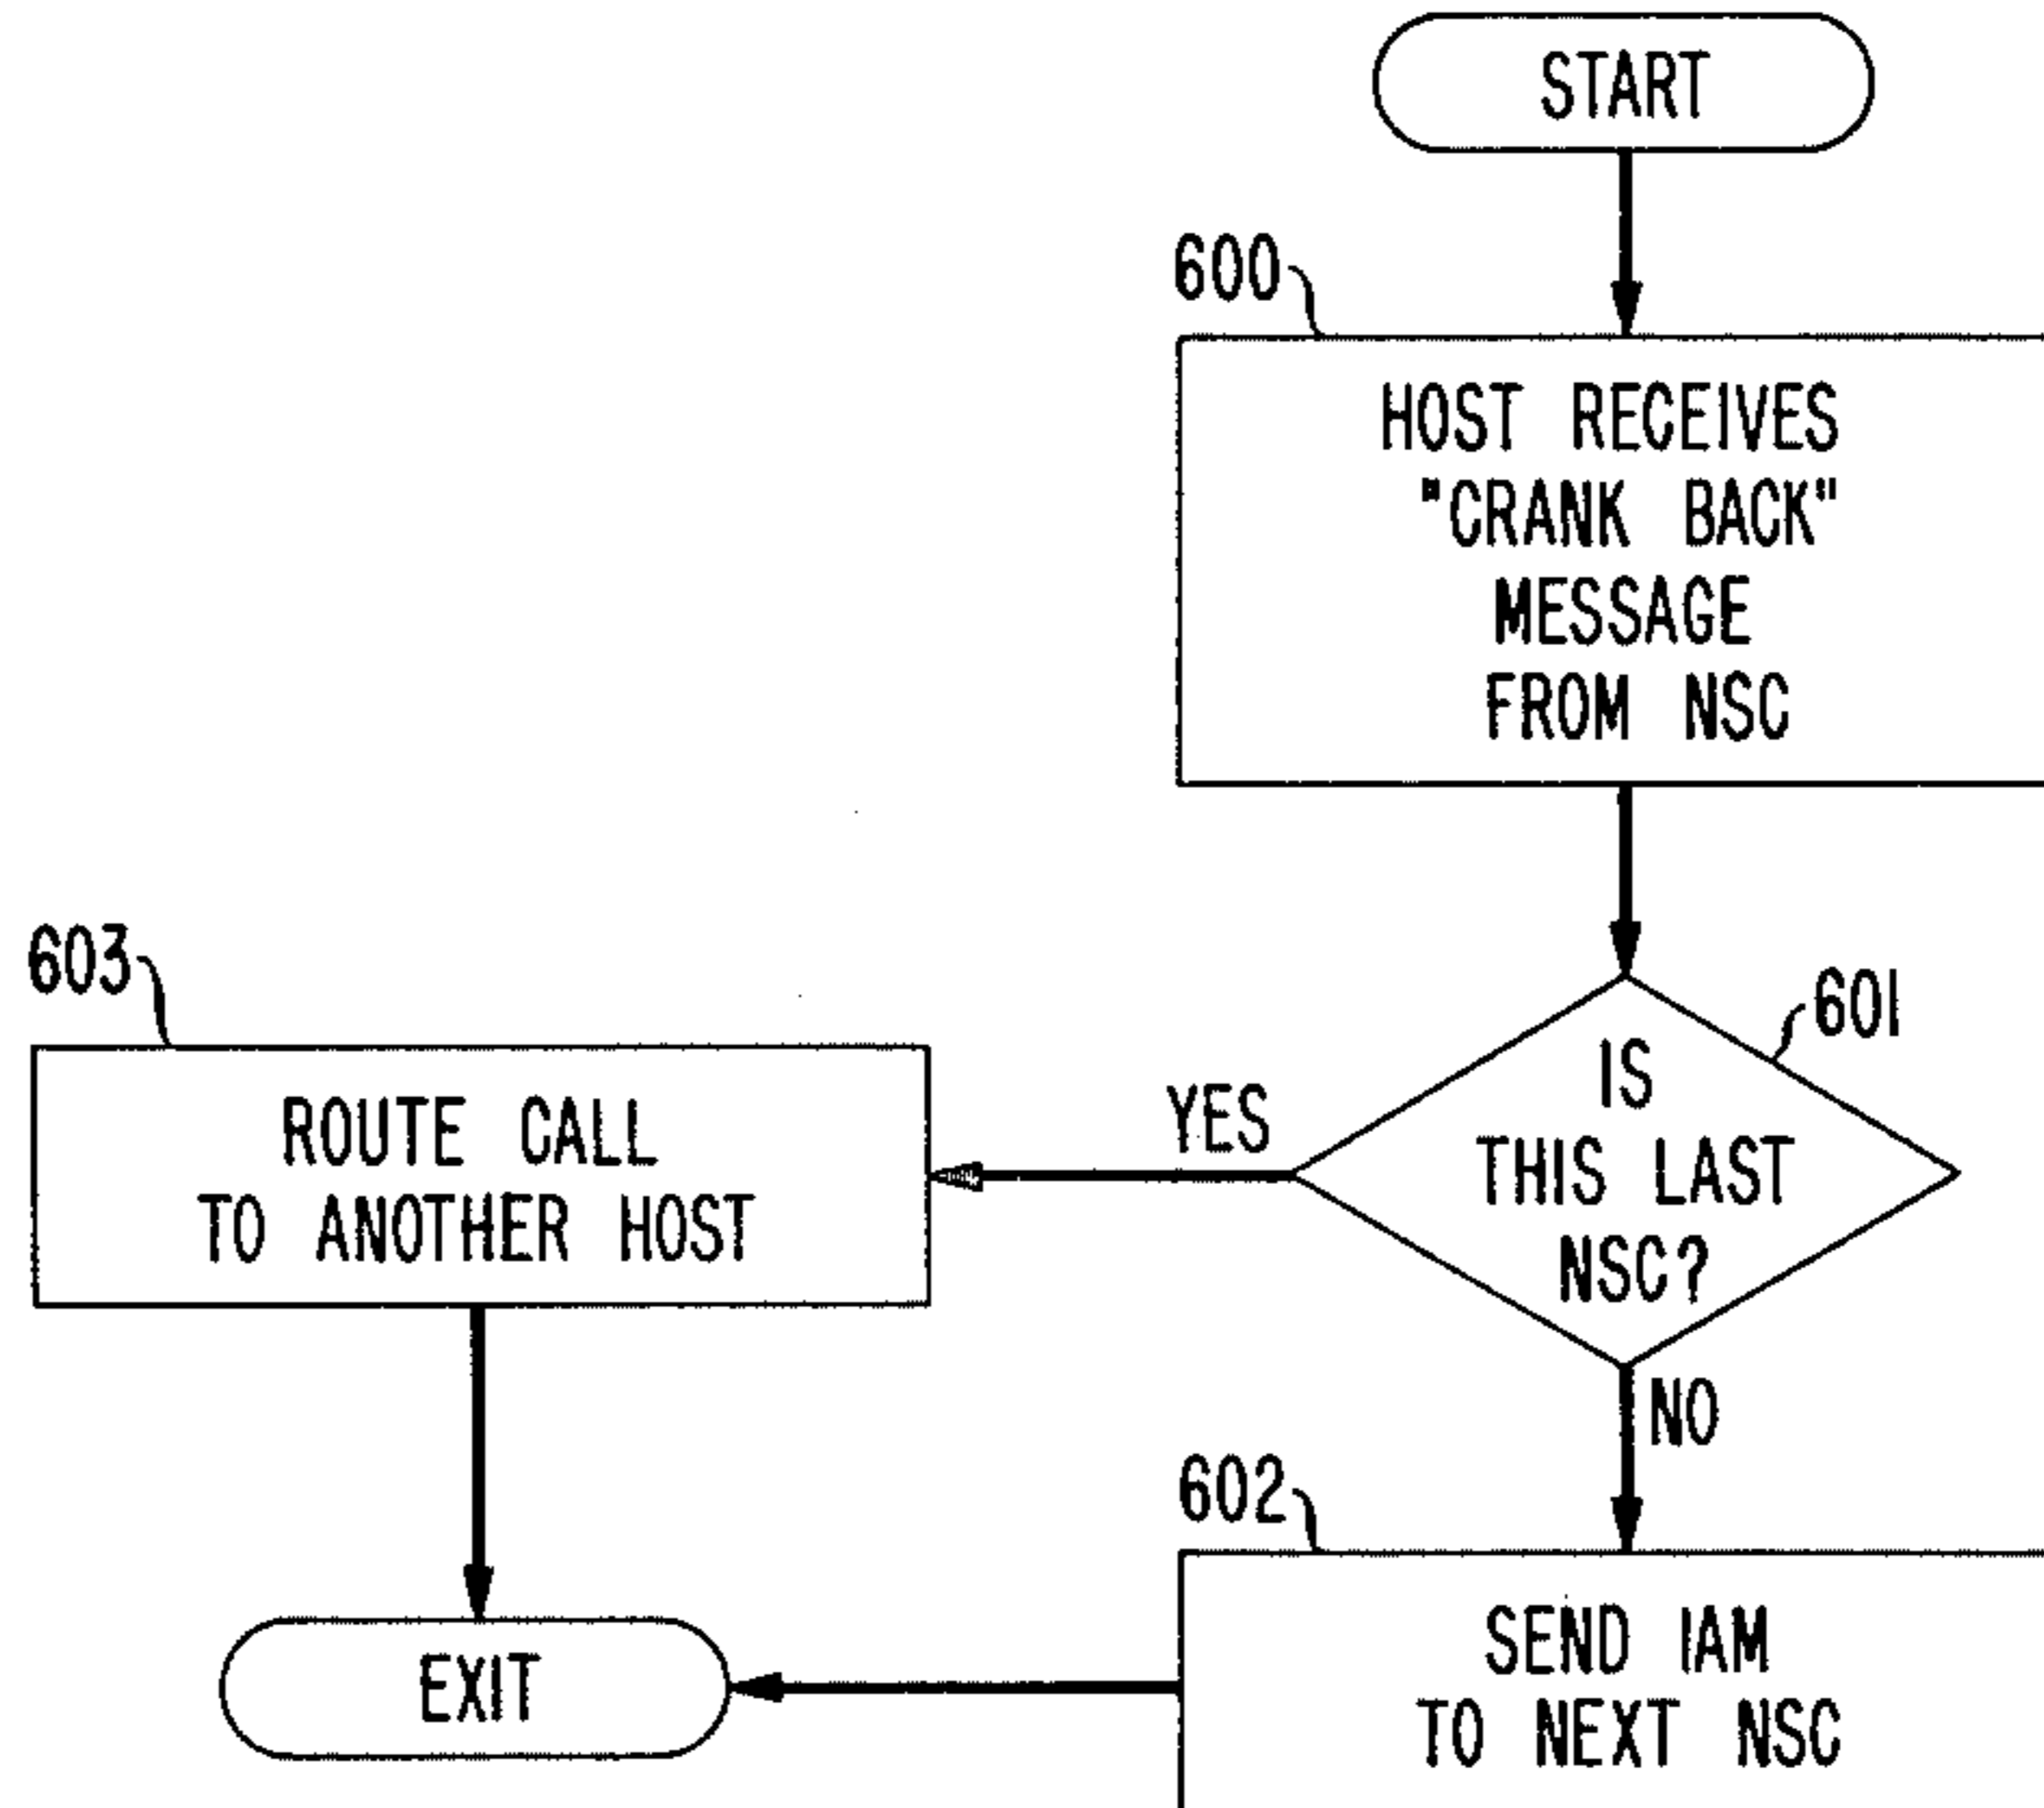 START
600
HOST RECEIVES
"CRANK BACK"
MESSAGE
FROM NSC
603
601
IS
THIS LAST
NSC?
YES
ROUTE CALL
TO ANOTHER HOST
NO
602
SEND IAM
TO NEXT NSC
EXIT